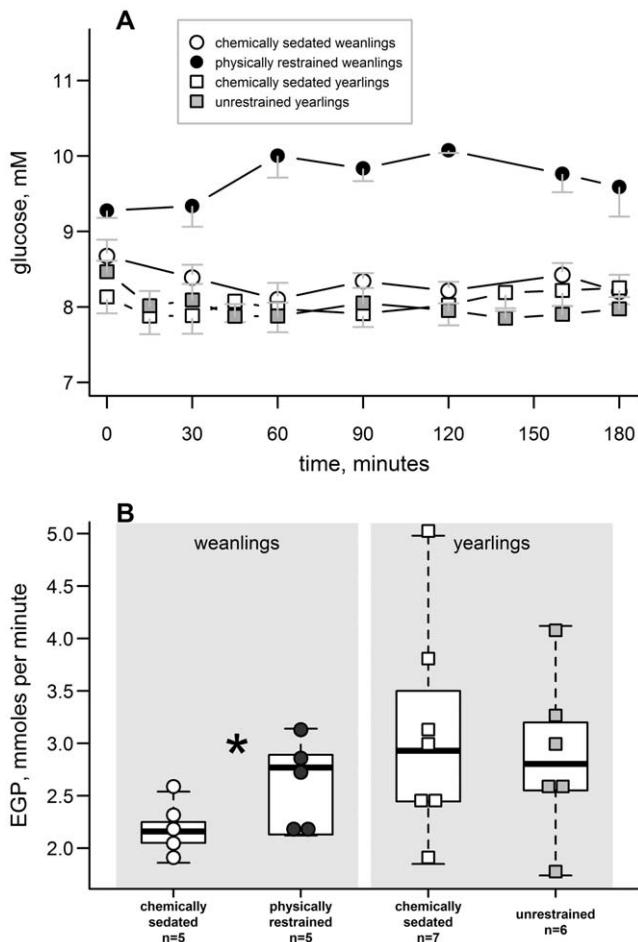 A
chemically sedated weanlings
physically restrained weanlings
chemically sedated yearlings
unrestrained yearlings
11
10
9
8
7
glucose, mM
0 30 60 90 120 150 180
time, minutes
B
weanlings yearlings
5.0
4.5
4.0
3.5
3.0
2.5
2.0
EGP, mmoles per minute
*
chemically
sedated
n=5
physically
restrained
n=5
chemically
sedated
n=7
unrestrained
n=6